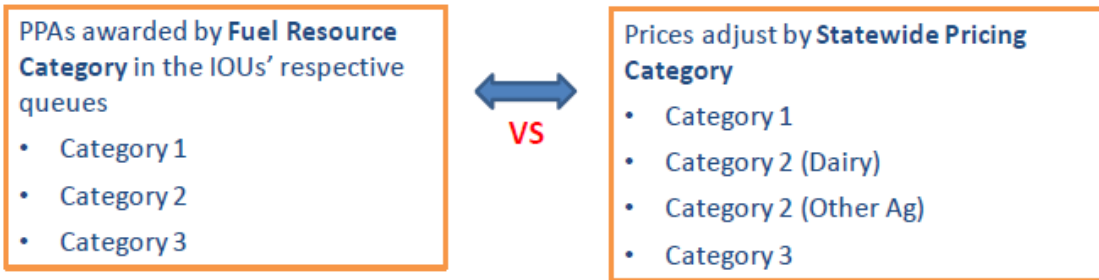 PPAs awarded by Fuel Resource
Category in the IOUs' respective
queues
• Category 1
• Category 2
• Category 3
VS
Prices adjust by Statewide Pricing
Category
• Category 1
• Category 2 (Dairy)
• Category 2 (Other Ag)
• Category 3